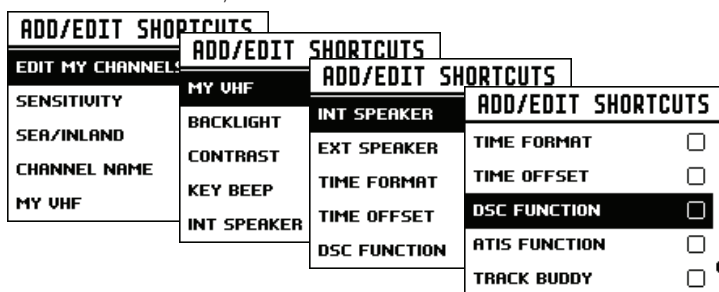 ADD/EDIT SHORTCUTS
EDIT MY CHANNELS
SENSITIVITY
SEA/INLAND
CHANNEL NAME
MY VHF
ADD/EDIT SHORTCUTS
MY VHF
BACKLIGHT
CONTRAST
KEY BEEP
INT SPEAKER
ADD/EDIT SHORTCUTS
INT SPEAKER
EXT SPEAKER
TIME FORMAT
TIME OFFSET
DSC FUNCTION
ADD/EDIT SHORTCUTS
TIME FORMAT
TIME OFFSET
DSC FUNCTION
ATIS FUNCTION
TRACK BUDDY